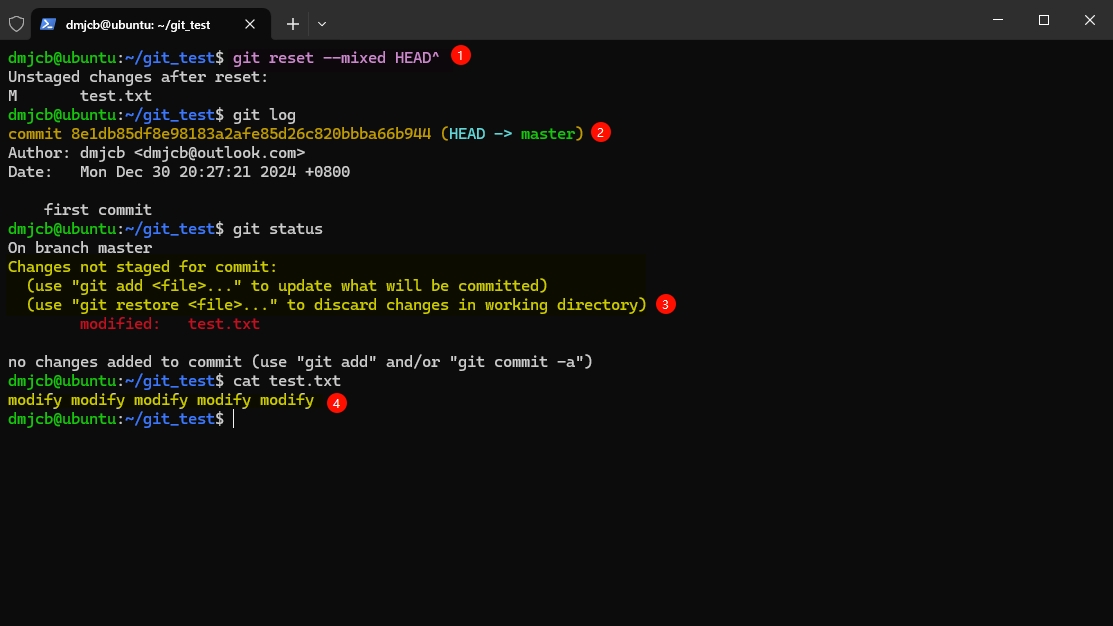 dmjcb@ubuntu: ~/git_test
dmjcb@ubuntu:~/git_test$ git reset --mixed HEAD^ 1
Unstaged changes after reset:
M       test.txt
dmjcb@ubuntu:~/git_test$ git log
commit 8e1db85df8e98183a2afe85d26c820bbba66b944 (HEAD -> master) 2
Author: dmjcb <dmjcb@outlook.com>
Date:   Mon Dec 30 20:27:21 2024 +0800
    first commit
dmjcb@ubuntu:~/git_test$ git status
On branch master
Changes not staged for commit:
  (use "git add <file>..." to update what will be committed)
  (use "git restore <file>..." to discard changes in working directory) 3
        modified:   test.txt
no changes added to commit (use "git add" and/or "git commit -a")
dmjcb@ubuntu:~/git_test$ cat test.txt
modify modify modify modify modify 4
dmjcb@ubuntu:~/git_test$